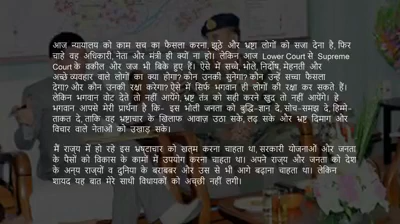 आज न्यायालय को काम सच का फैसला करना, झूठे और भ्रष्ट लोगों को सजा देना है, फिर
चाहे वह अधिकारी, नेता और मंत्री ही क्यों ना हो। लेकिन आज Lower Court से Supreme
Court के वकील और जज भी बिके हुए हैं। ऐसे में सच्चे, भोले, निर्दोष, मेहनती और
अच्छे व्यवहार वाले लोगों का क्या होगा? कौन उनकी सुनेगा? कौन उन्हें सच्चा फैसला
देगा? और कौन उनकी रक्षा करेगा? ऐसे में सिर्फ भगवान ही लोगों की रक्षा कर सकते हैं।
लेकिन भगवान वोट देते तो नहीं आयेंगे, भ्रष्ट तंत्र को सही करने खुद तो नहीं आयेंगे। हे
भगवान आपसे मेरी प्रार्थना है कि- इस भोली जनता को बुद्धि-ज्ञान दे, सोच-समझ दे, हिम्मे-
ताकत दे, ताकि वह भ्रष्टाचार के खिलाफ आवाज़ उठा सके, लड़ सके और भ्रष्ट दिमाग और
विचार वाले नेताओं को उखाड़ सके।
मैं राज्य में हो रहे इस भ्रष्टाचार को खत्म करना चाहता था, सरकारी योजनाओं और जनता
के पैसों को विकास के कामों में उपयोग करना चाहता था। अपने राज्य और जनता को देश
के अन्य राज्यों व दुनिया के बराबबर और उस से भी आगे बढ़ाना चाहता था। लेकिन
शायद यह बात मेरे साथी विधायकों को अच्छी नहीं लगी।